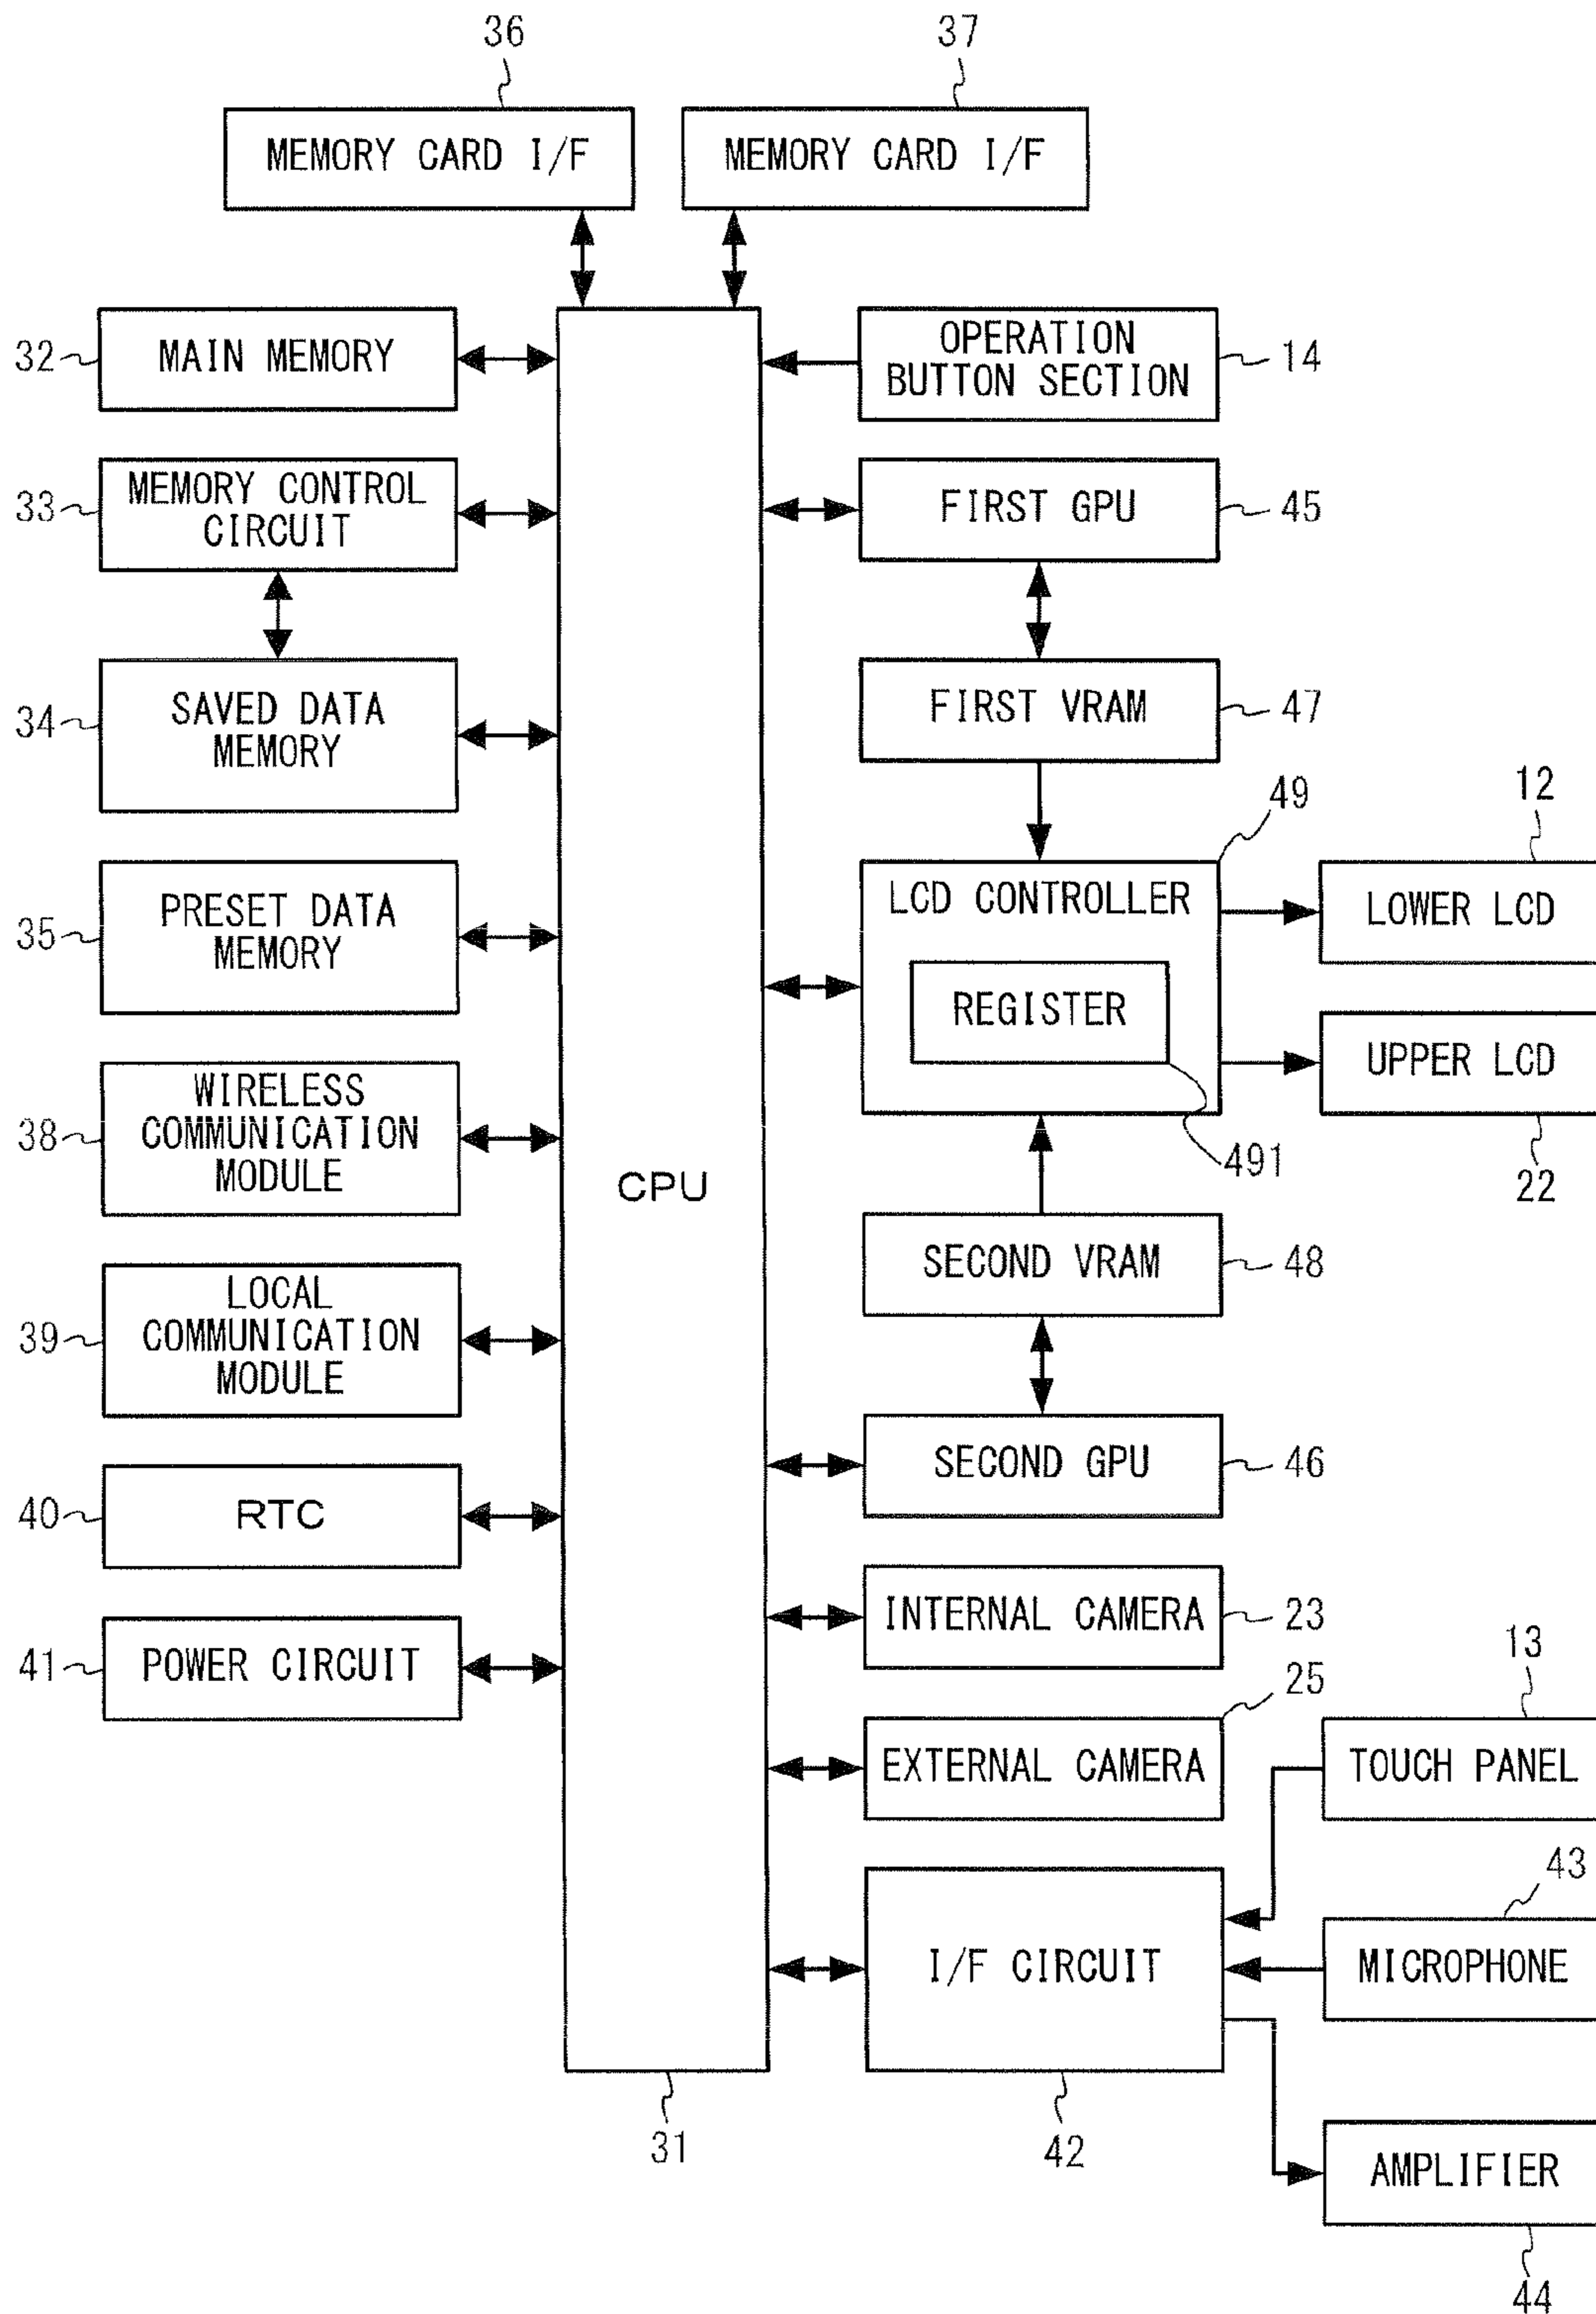 36
37
MEMORY CARD I/F
MEMORY CARD I/F
32
MAIN MEMORY
OPERATION
BUTTON SECTION
14
33
MEMORY CONTROL
CIRCUIT
FIRST GPU
45
34
SAVED DATA
MEMORY
FIRST VRAM
47
49
12
35
PRESET DATA
MEMORY
LCD CONTROLLER
LOWER LCD
REGISTER
UPPER LCD
491
22
38
WIRELESS
COMMUNICATION
MODULE
CPU
SECOND VRAM
48
39
LOCAL
COMMUNICATION
MODULE
SECOND GPU
46
40
RTC
INTERNAL CAMERA
23
41
POWER CIRCUIT
25
13
EXTERNAL CAMERA
TOUCH PANEL
43
I/F CIRCUIT
MICROPHONE
31
42
AMPLIFIER
44